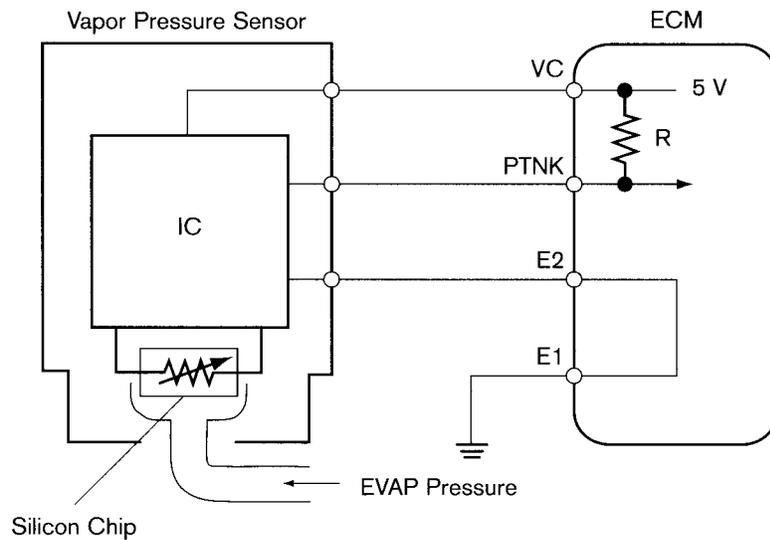 Vapor Pressure Sensor
ECM
VC
5 V
R
PTNK
IC
E2
E1
EVAP Pressure
Silicon Chip